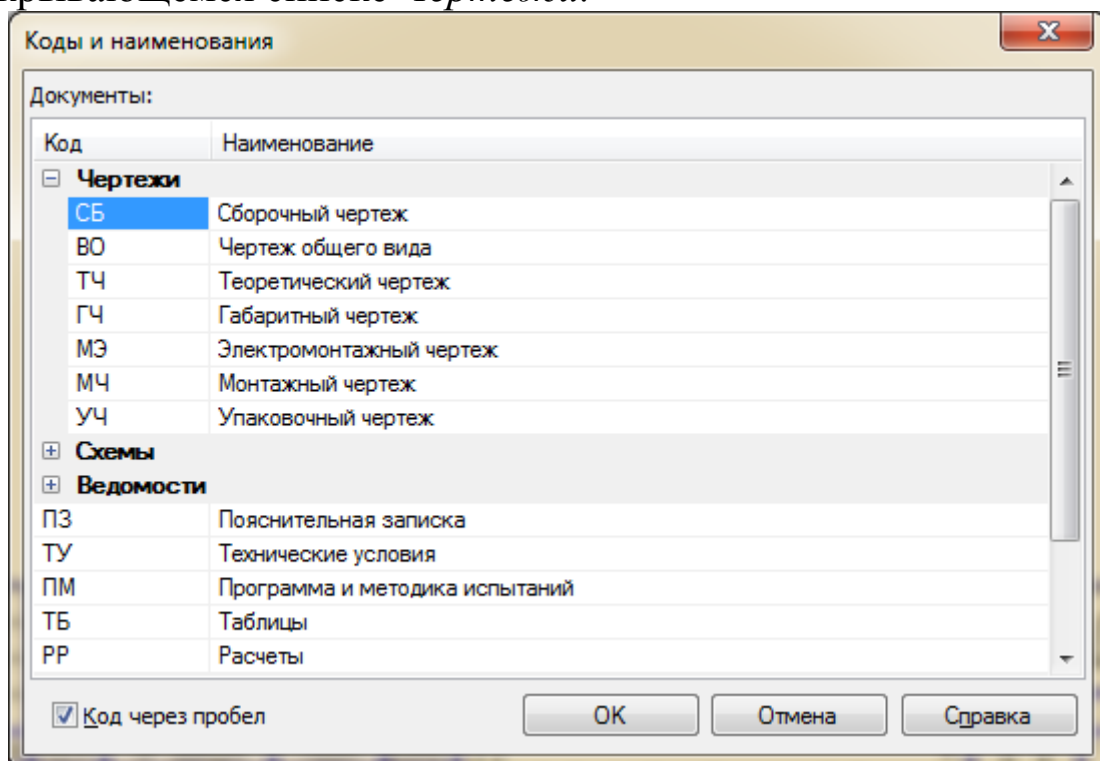 Коды и наименования
Документы:
Код Наименование
Чертежи
СБ Сборочный чертеж
ВО Чертеж общего вида
ТЧ Теоретический чертеж
ГЧ Габаритный чертеж
МЭ Электромонтажный чертеж
МЧ Монтажный чертеж
УЧ Упаковочный чертеж
Схемы
Ведомости
ПЗ Пояснительная записка
ТУ Технические условия
ПМ Программа и методика испытаний
ТБ Таблицы
РР Расчеты
Код через пробел ОК Отмена Справка